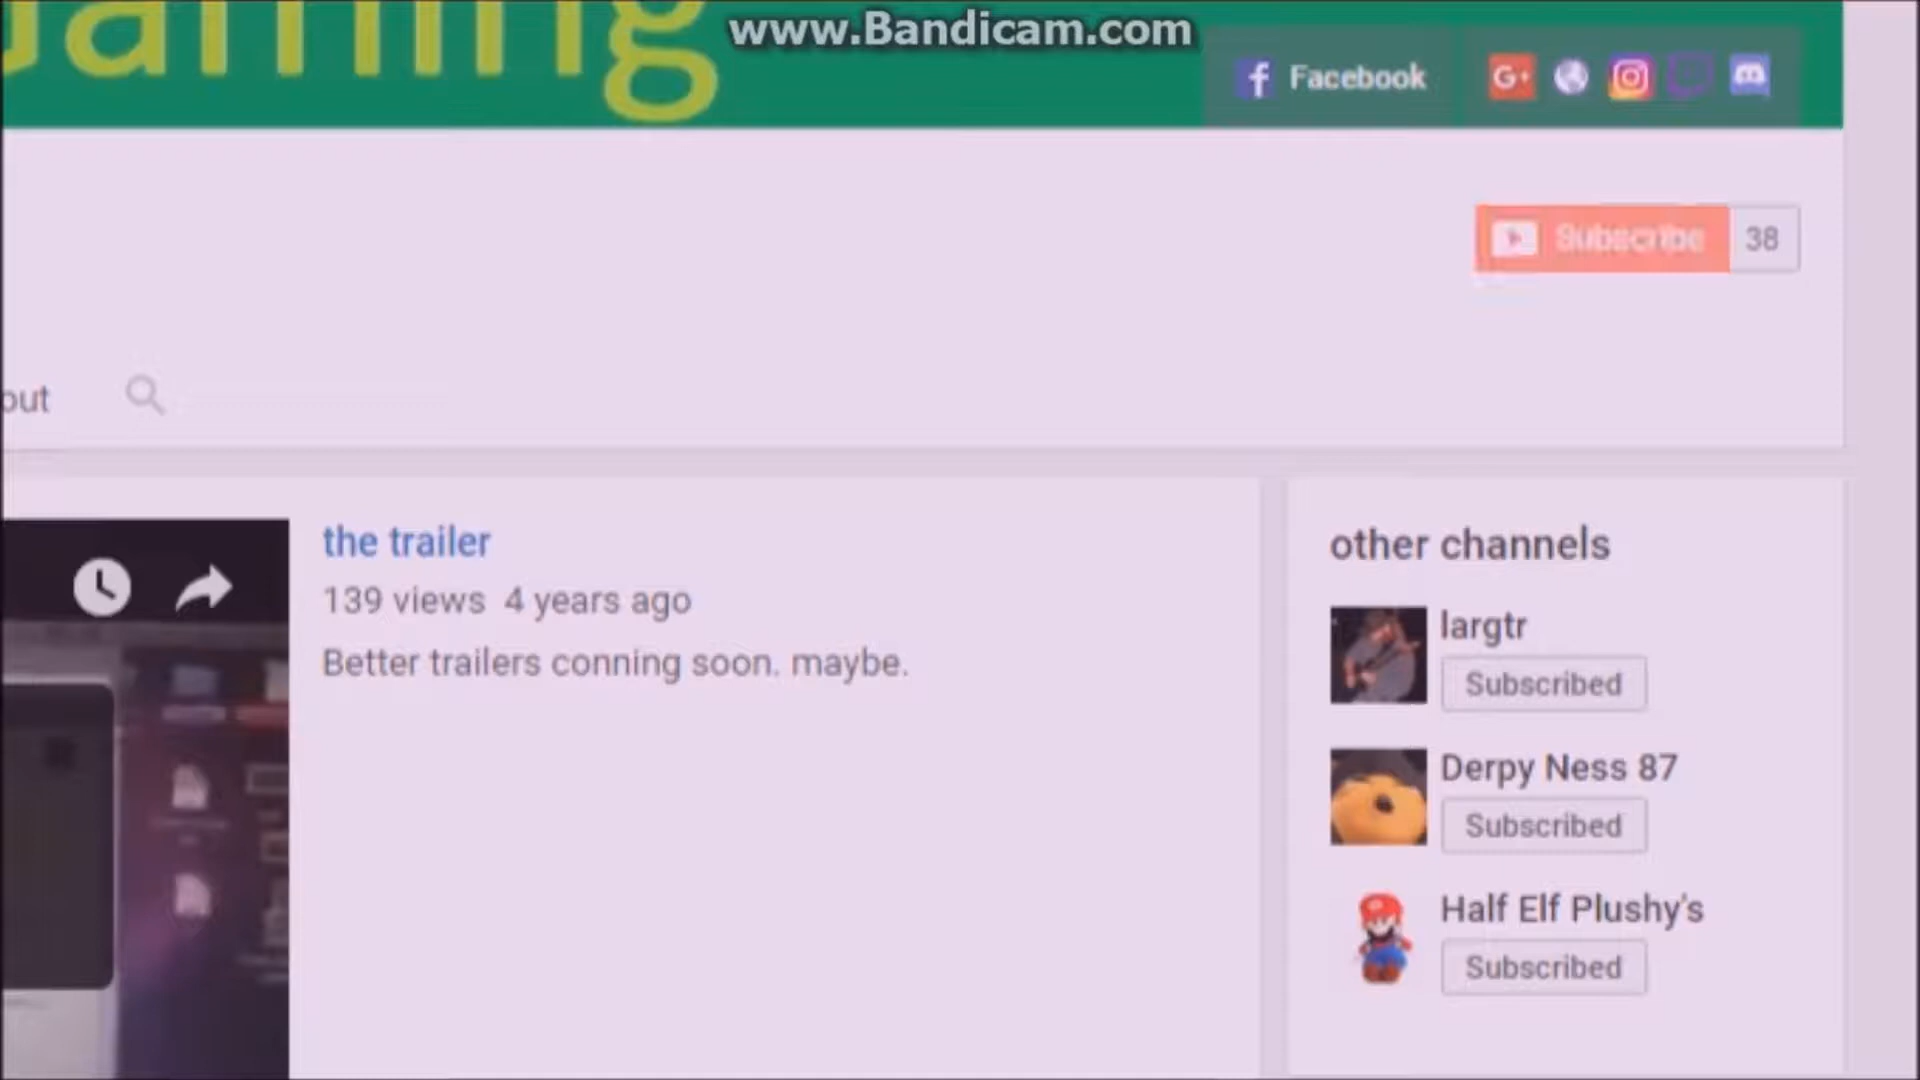 www.Bandicam.com
Facebook
G+
Subscribe 38
the trailer
139 views 4 years ago
Better trailers conning soon. maybe.
other channels
largtr
Subscribed
Derpy Ness 87
Subscribed
Half Elf Plushy's
Subscribed